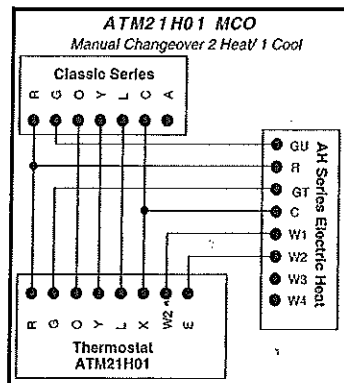 ATM21H01 MCO
Manual Changeover 2 Heat/ 1 Cool
Classic Series
R G O Y L C A
GU
R
GT
C
W1
W2
W3
W4
AH Series Electric Heat
R G O Y L X W2 E
Thermostat
ATM21H01